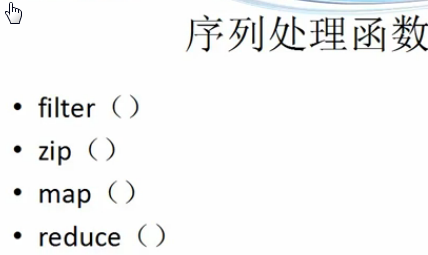 序列处理函数
• filter（）
• zip（）
• map（）
• reduce（）